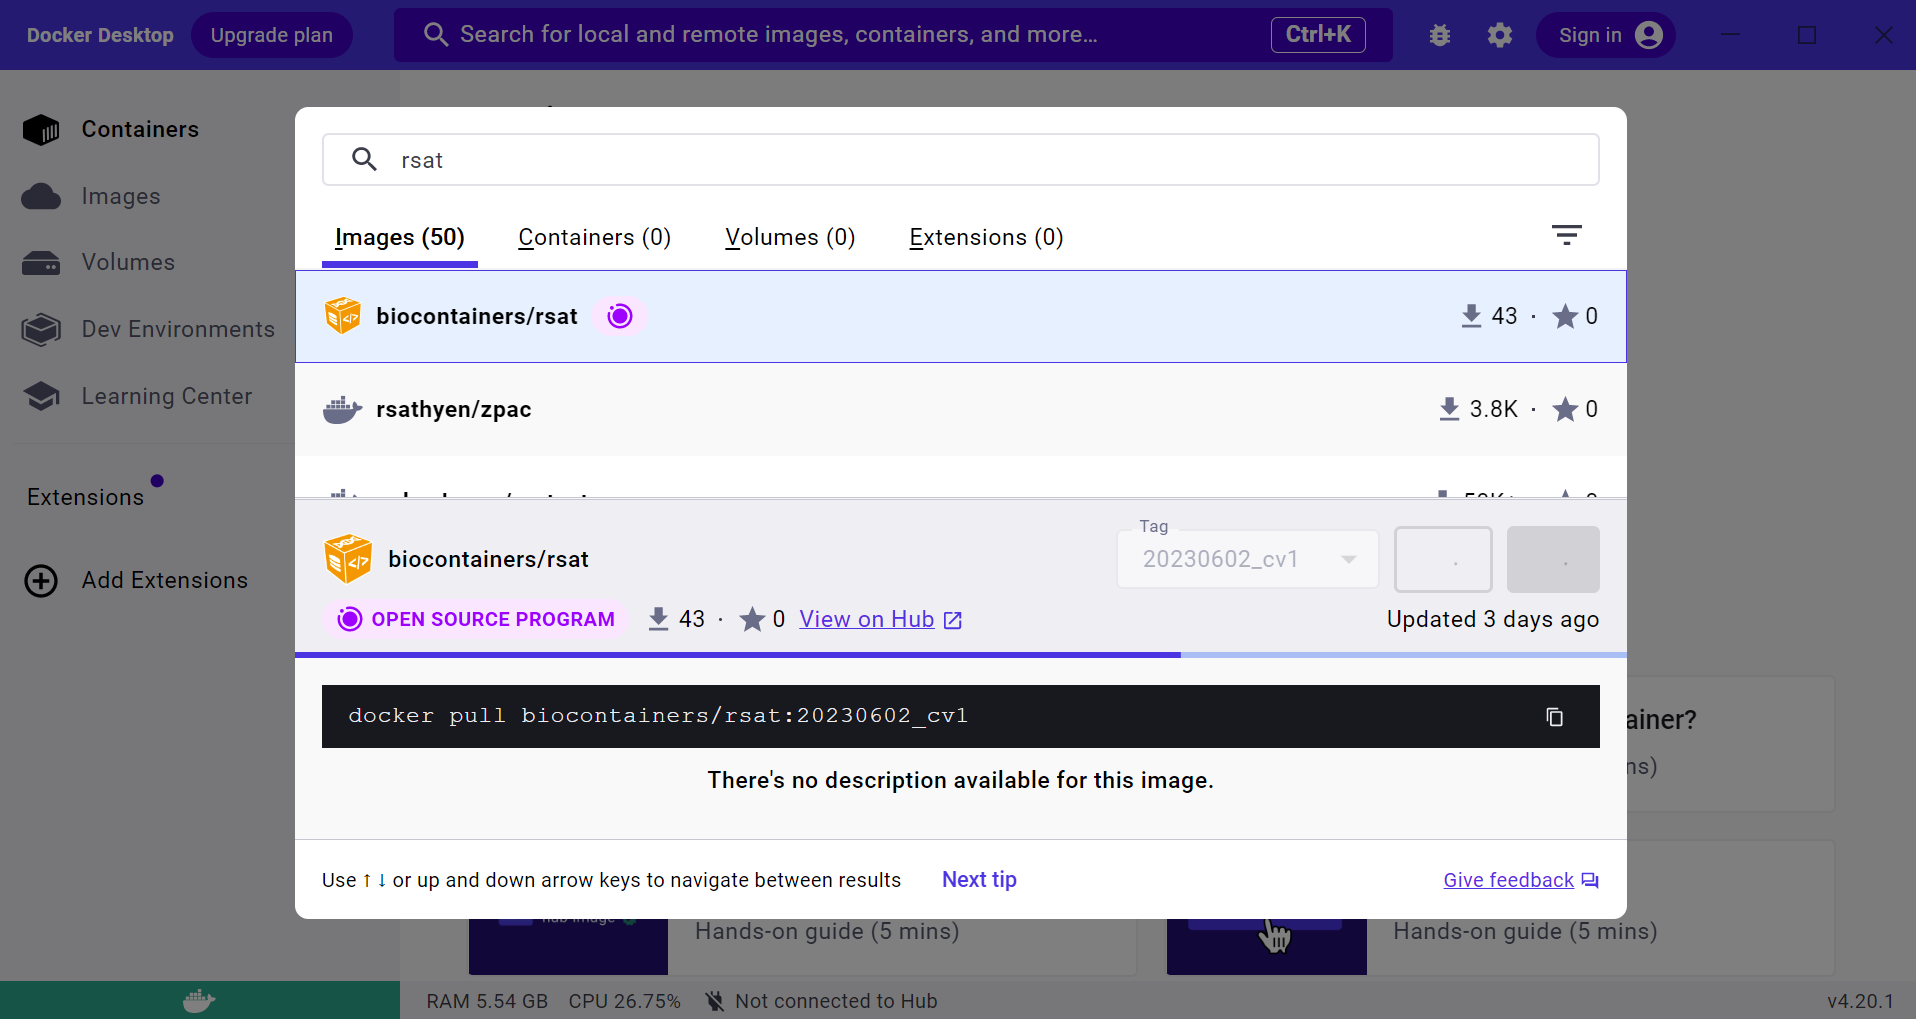 Docker Desktop
Upgrade plan
Search for local and remote images, containers, and more...
Ctrl+K
Sign in
Containers
Images
Volumes
Dev Environments
Learning Center
Extensions
Add Extensions
rsat
Images (50)
Containers (0)
Volumes (0)
Extensions (0)
biocontainers/rsat
43 · 0
rsathyen/zpac
3.8K · 0
biocontainers/rsat
Tag
20230602_cv1
OPEN SOURCE PROGRAM
43 · 0
View on Hub
Updated 3 days ago
docker pull biocontainers/rsat:20230602_cv1
There's no description available for this image.
Use ↑ ↓ or up and down arrow keys to navigate between results
Next tip
Give feedback
ainer?
ns)
Hands-on guide (5 mins)
Hands-on guide (5 mins)
RAM 5.54 GB
CPU 26.75%
Not connected to Hub
v4.20.1